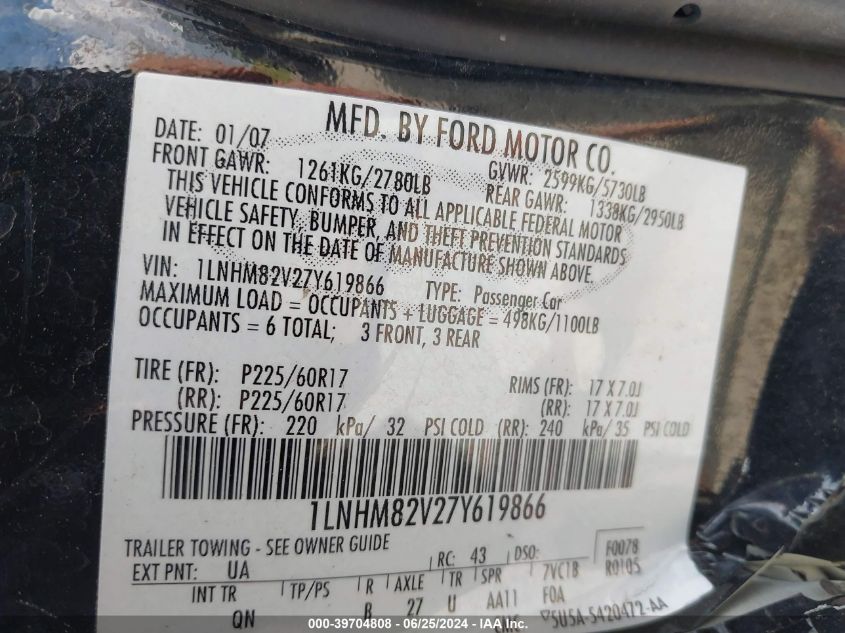 MFD. BY FORD MOTOR CO.
DATE: 01/07 GVWR: 2599KG/5730LB
FRONT GAWR: 1261KG/2780LB REAR GAWR: 1338KG/2950LB
THIS VEHICLE CONFORMS TO ALL APPLICABLE FEDERAL MOTOR
VEHICLE SAFETY, BUMPER, AND THEFT PREVENTION STANDARDS
IN EFFECT ON THE DATE OF MANUFACTURE SHOWN ABOVE.
VIN: 1LNHM82V27Y619866 TYPE: Passenger Car
MAXIMUM LOAD = OCCUPANTS + LUGGAGE = 498KG/1100LB
OCCUPANTS = 6 TOTAL; 3 FRONT, 3 REAR
TIRE (FR): P225/60R17 RIMS (FR): 17 X 7.0J
(RR): P225/60R17 (RR): 17 X 7.0J
PRESSURE (FR): 220 kPa/ 32 PSI COLD (RR): 240 kPa/ 35 PSI COLD
1LNHM82V27Y619866
TRAILER TOWING - SEE OWNER GUIDE
RC: 43 DSO: F0078
EXT PNT: UA R0105
INT TR TP/PS R AXLE TR SPR 7VC1B
QN 27 U AA11 FOA
5U5A-5420472-AA
000-39704808 - 06/25/2024 - IAA Inc.